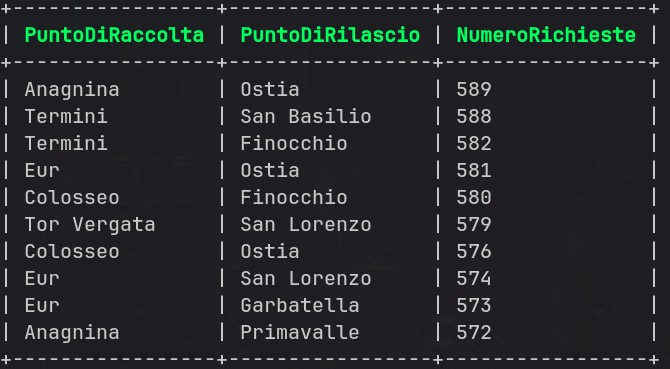 +-----------------+-----------------+-----------------+
| PuntoDiRaccolta | PuntoDiRilascio | NumeroRichieste |
+-----------------+-----------------+-----------------+
| Anagnina        | Ostia           | 589             |
| Termini         | San Basilio     | 588             |
| Termini         | Finocchio       | 582             |
| Eur             | Ostia           | 581             |
| Colosseo        | Finocchio       | 580             |
| Tor Vergata     | San Lorenzo     | 579             |
| Colosseo        | Ostia           | 576             |
| Eur             | San Lorenzo     | 574             |
| Eur             | Garbatella      | 573             |
| Anagnina        | Primavalle      | 572             |
+-----------------+-----------------+-----------------+